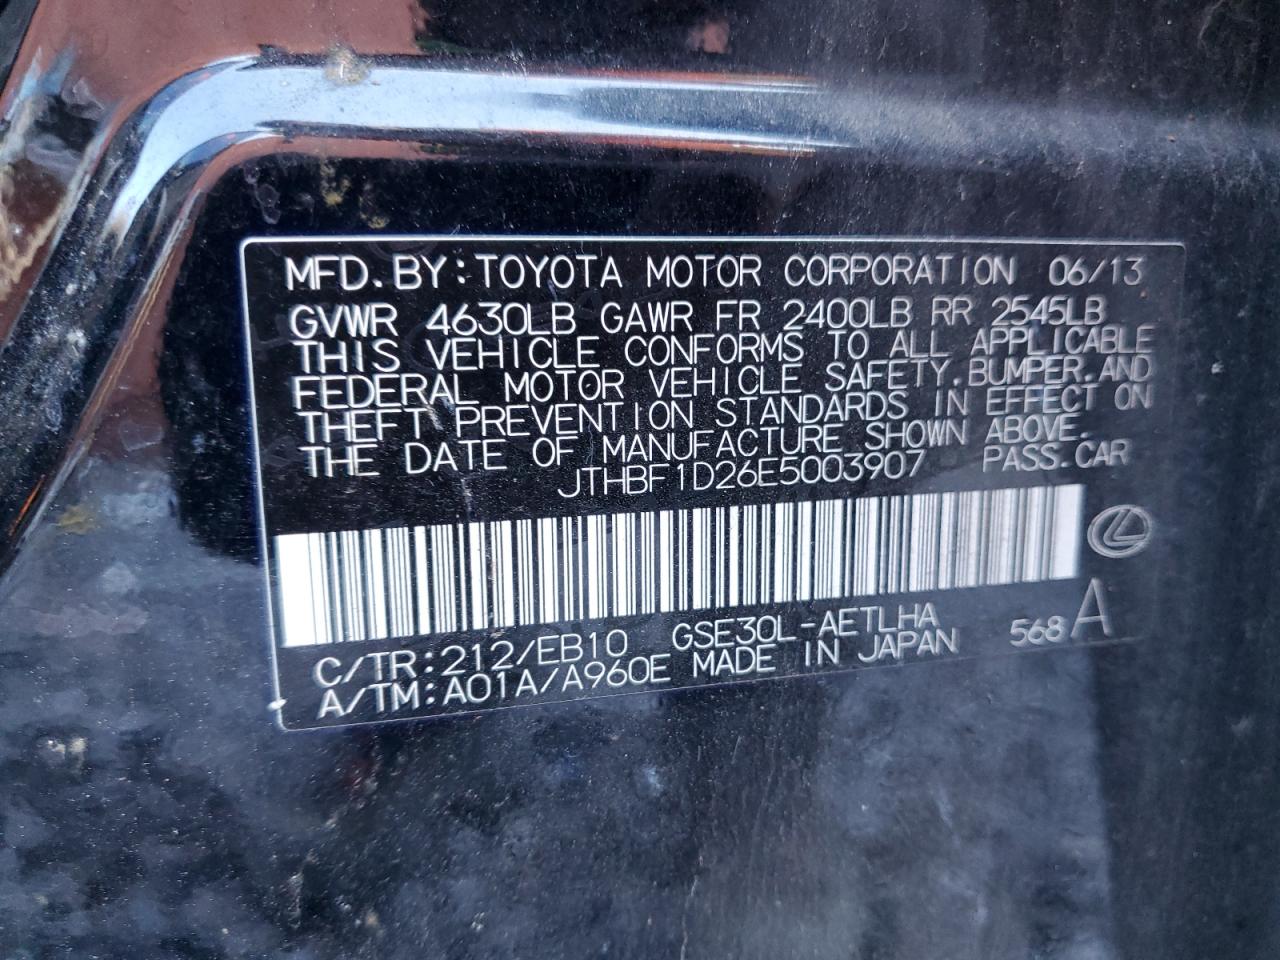 MFD.BY:TOYOTA MOTOR CORPORATION 06/13
GVWR 4630LB GAWR FR 2400LB RR 2545LB
THIS VEHICLE CONFORMS TO ALL APPLICABLE
FEDERAL MOTOR VEHICLE SAFETY,BUMPER,AND
THEFT PREVENTION STANDARDS IN EFFECT ON
THE DATE OF MANUFACTURE SHOWN ABOVE.
JTHBF1D26E5003907 PASS.CAR
C/TR:212/EB10 GSE30L-AETLHA
A/TM:A01A/A960E MADE IN JAPAN 568 A